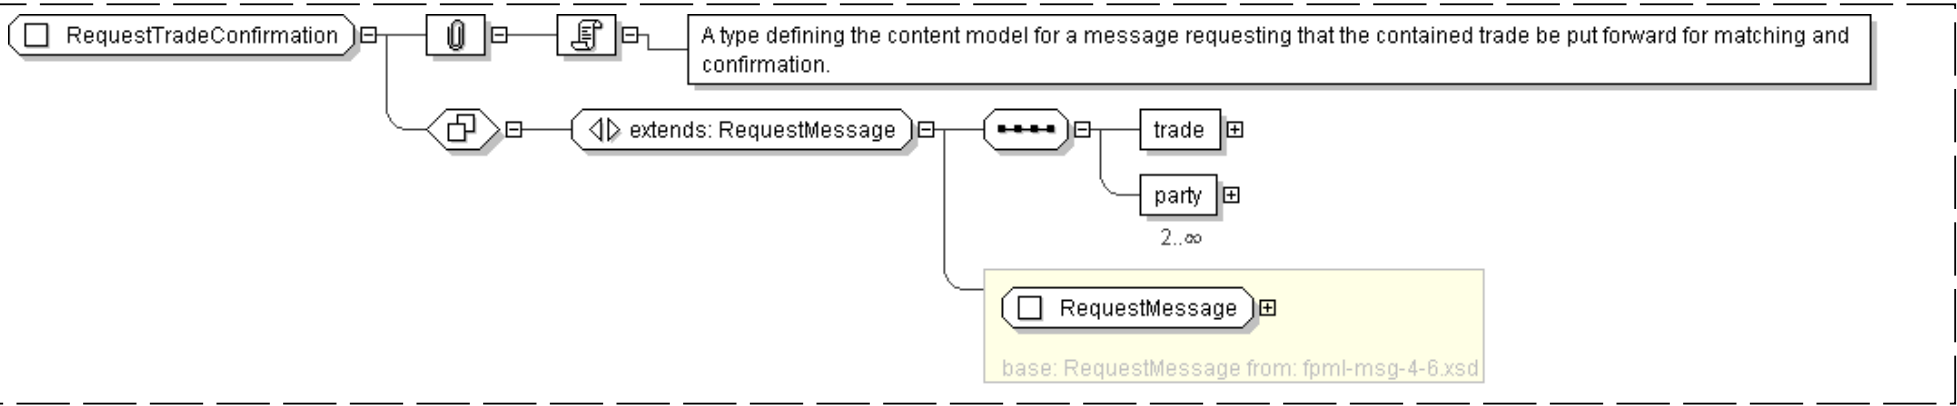 RequestTradeConfirmation
A type defining the content model for a message requesting that the contained trade be put forward for matching and
confirmation.
extends: RequestMessage
trade
party
2..∞
RequestMessage
base: RequestMessage from: fpml-msg-4-6.xsd